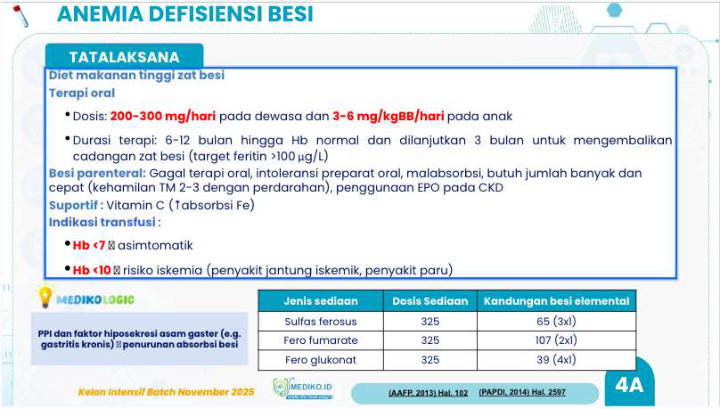 ANEMIA DEFISIENSI BESI
TATALAKSANA
Diet makanan tinggi zat besi
Terapi oral
• Dosis: 200-300 mg/hari pada dewasa dan 3-6 mg/kgBB/hari pada anak
• Durasi terapi: 6-12 bulan hingga Hb normal dan dilanjutkan 3 bulan untuk mengembalikan
cadangan zat besi (target feritin >100 µg/L)
Besi parenteral: Gagal terapi oral, intoleransi preparat oral, malabsorbsi, butuh jumlah banyak dan
cepat (kehamilan TM 2-3 dengan perdarahan), penggunaan EPO pada CKD
Suportif : Vitamin C (↑absorbsi Fe)
Indikasi transfusi :
• Hb <7 asimtomatik
• Hb <10 risiko iskemia (penyakit jantung iskemik, penyakit paru)
MEDIKOLOGIC
PPI dan faktor hiposekresi asam gaster (e.g.
gastritis kronis) penurunan absorbsi besi
Jenis sediaan Dosis Sediaan Kandungan besi elemental
Sulfas ferosus 325 65 (3x1)
Fero fumarate 325 107 (2x1)
Fero glukonat 325 39 (4x1)
Kelan Intensif Batch November 2025
MEDIKO.ID
(AAFP, 2013) Hal. 102 (PAPDI, 2014) Hal. 2597
4A